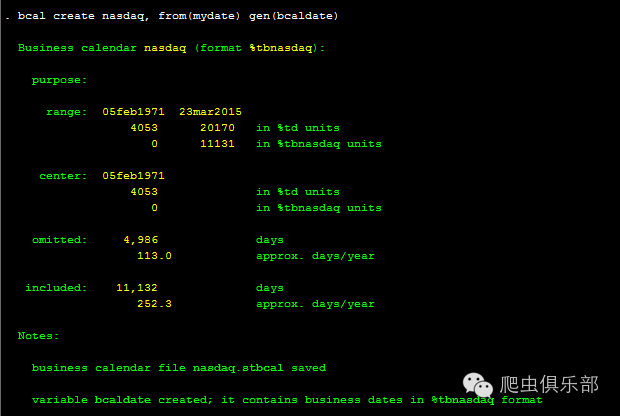 . bcal create nasdaq, from(mydate) gen(bcaldate)
Business calendar nasdaq (format %tbnasdaq):
purpose:
range: 05feb1971 23mar2015
4053 20170 in %td units
0 11131 in %tbnasdaq units
center: 05feb1971
4053 in %td units
0 in %tbnasdaq units
omitted: 4,986 days
113.0 approx. days/year
included: 11,132 days
252.3 approx. days/year
Notes:
business calendar file nasdaq.stbcal saved
variable bcaldate created; it contains business dates in %tbnasdaq format
爬虫俱乐部